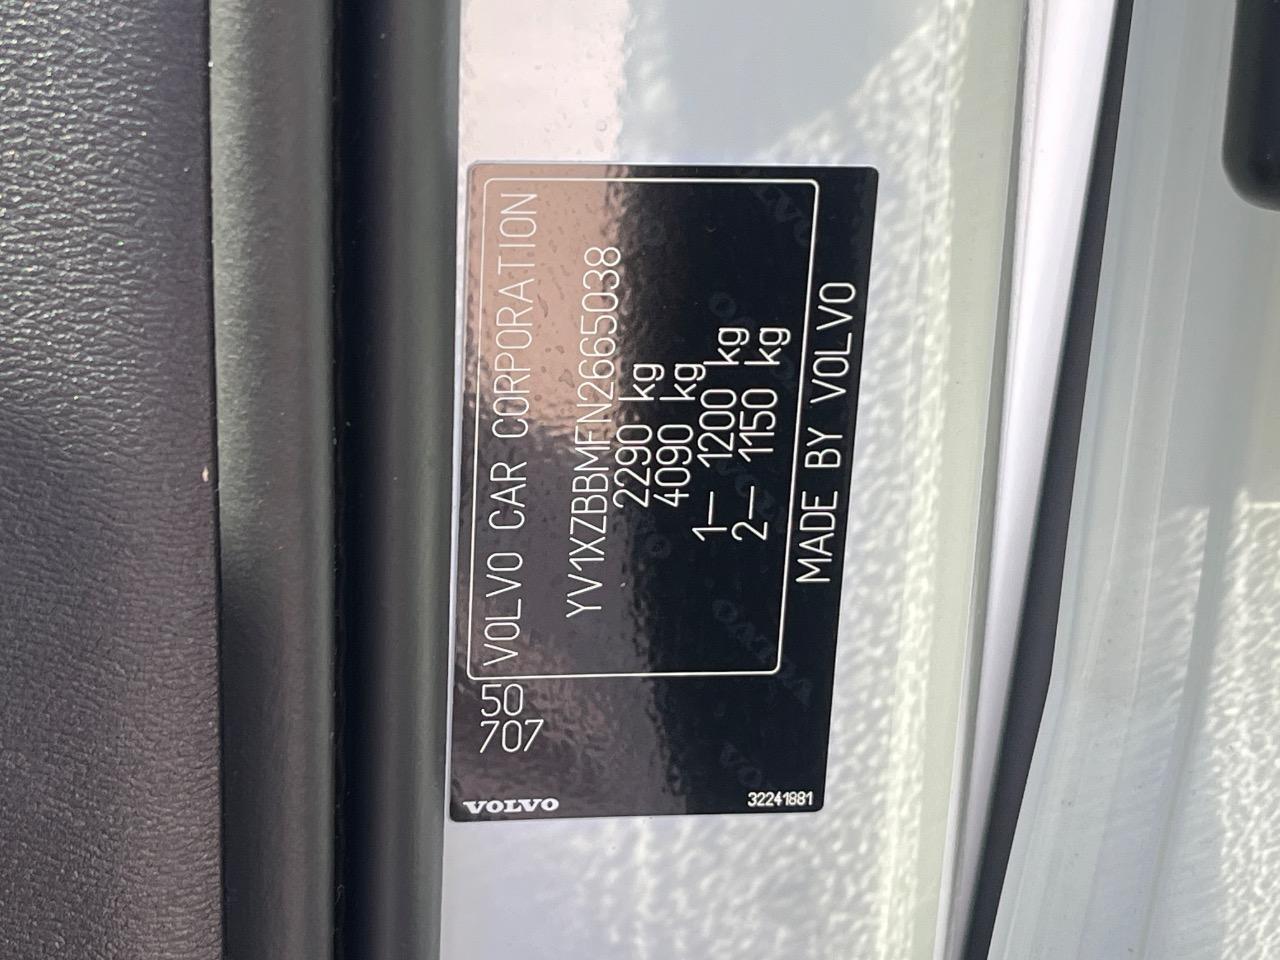 VOLVO CAR CORPORATION
YV1XZBBMFN2665038
2290 kg
4090 kg
1— 1200 kg
2— 1150 kg
MADE BY VOLVO
50
707
VOLVO
32241881